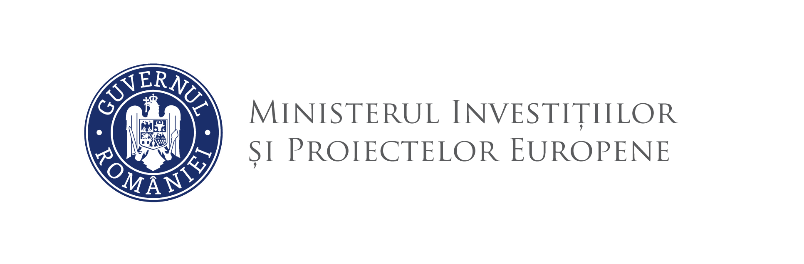 GUVERNUL
ROMÂNIEI
MINISTERUL INVESTIȚIILOR
ȘI PROIECTELOR EUROPENE